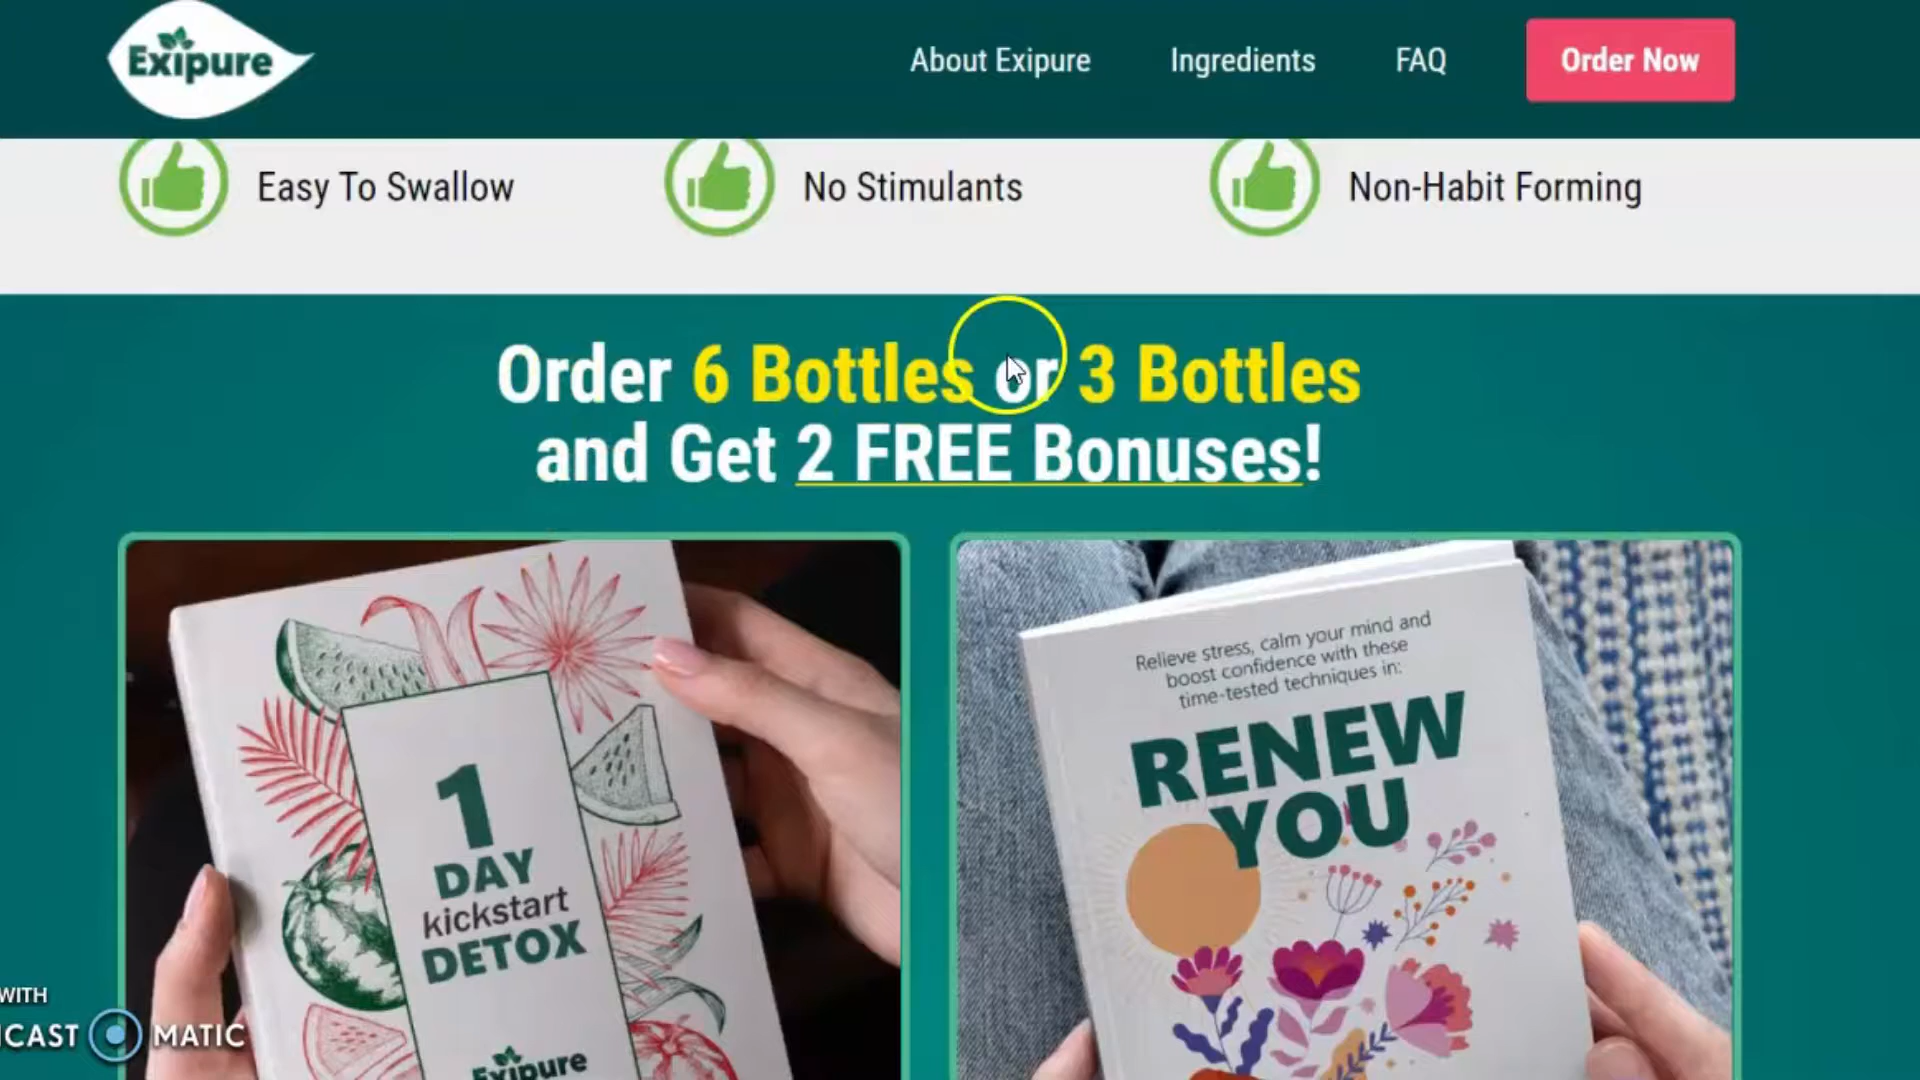 Exipure
About Exipure
Ingredients
FAQ
Order Now
Easy To Swallow
No Stimulants
Non-Habit Forming
Order 6 Bottles or 3 Bottles
and Get 2 FREE Bonuses!
1
DAY
kickstart
DETOX
Exipure
Relieve stress, calm your mind and
boost confidence with these
time-tested techniques in:
RENEW
YOU
WITH
CAST MATIC